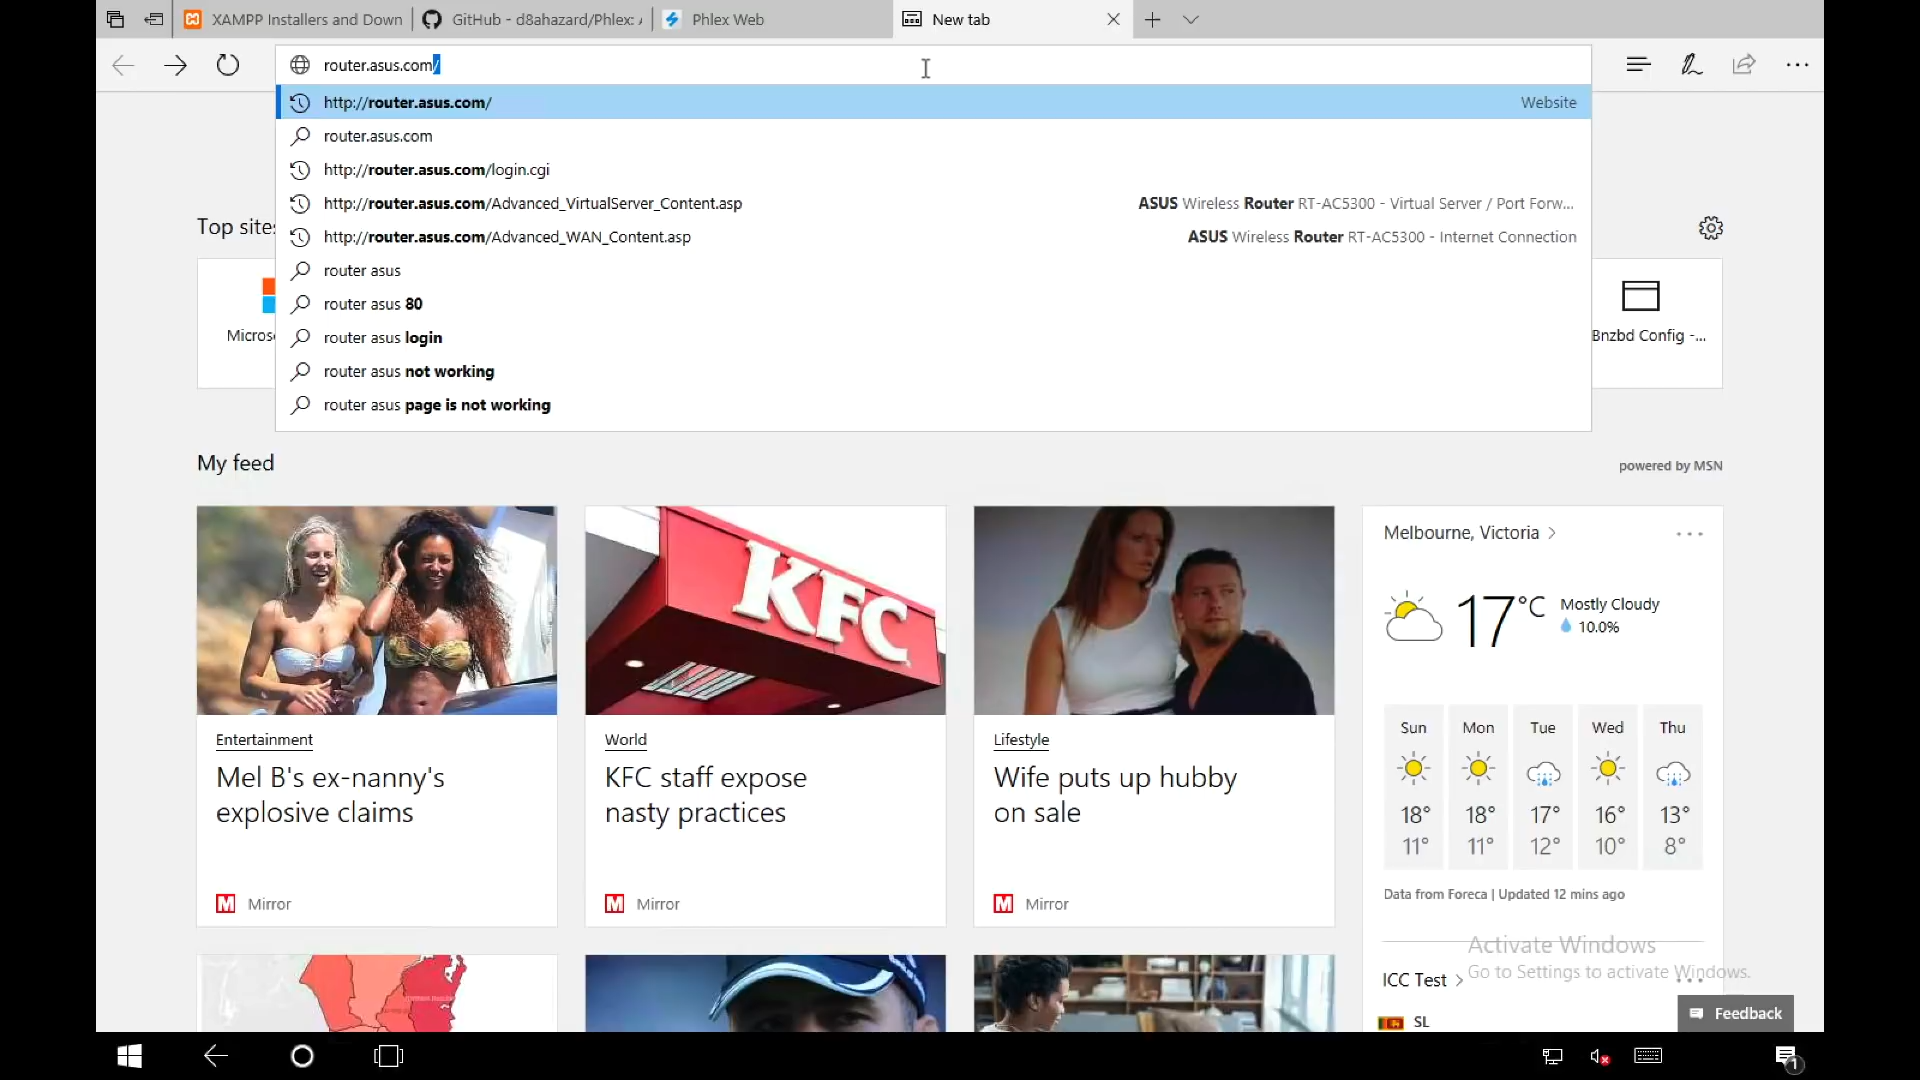 XAMPP Installers and Down
GitHub - d8ahazard/Phlex: A
Phlex Web
New tab
router.asus.com/
http://router.asus.com/
Website
router.asus.com
http://router.asus.com/login.cgi
http://router.asus.com/Advanced_VirtualServer_Content.asp
ASUS Wireless Router RT-AC5300 - Virtual Server / Port Forw...
http://router.asus.com/Advanced_WAN_Content.asp
ASUS Wireless Router RT-AC5300 - Internet Connection
router asus
router asus 80
router asus login
router asus not working
router asus page is not working
Top sites
Micros
Bnzbd Config -...
My feed
powered by MSN
KFC
Entertainment
Mel B's ex-nanny's
explosive claims
M Mirror
World
KFC staff expose
nasty practices
M Mirror
Lifestyle
Wife puts up hubby
on sale
M Mirror
Melbourne, Victoria
17°C
Mostly Cloudy
10.0%
Sun Mon Tue Wed Thu
18° 18° 17° 16° 13°
11° 11° 12° 10° 8°
Data from Foreca | Updated 12 mins ago
Activate Windows
Go to Settings to activate Windows.
ICC Test
SL
Feedback
1